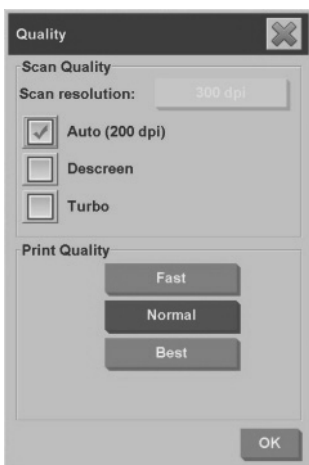 Quality
Scan Quality
Scan resolution: 300 dpi
Auto (200 dpi)
Descreen
Turbo
Print Quality
Fast
Normal
Best
OK